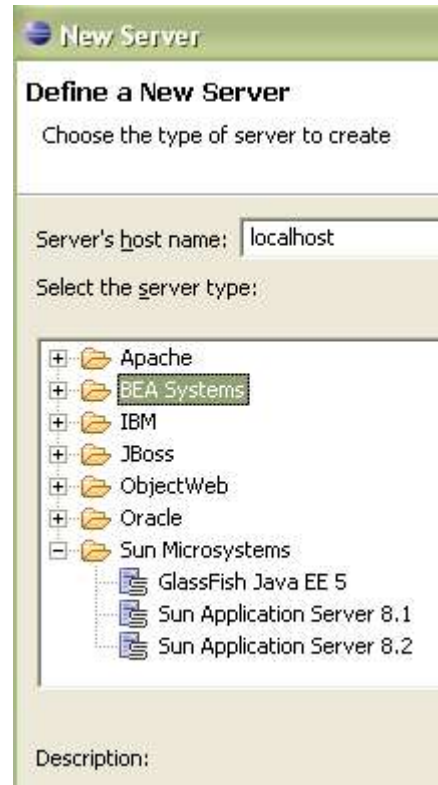 New Server
Define a New Server
Choose the type of server to create
Server's host name: localhost
Select the server type:
Apache
BEA Systems
IBM
JBoss
ObjectWeb
Oracle
Sun Microsystems
GlassFish Java EE 5
Sun Application Server 8.1
Sun Application Server 8.2
Description: